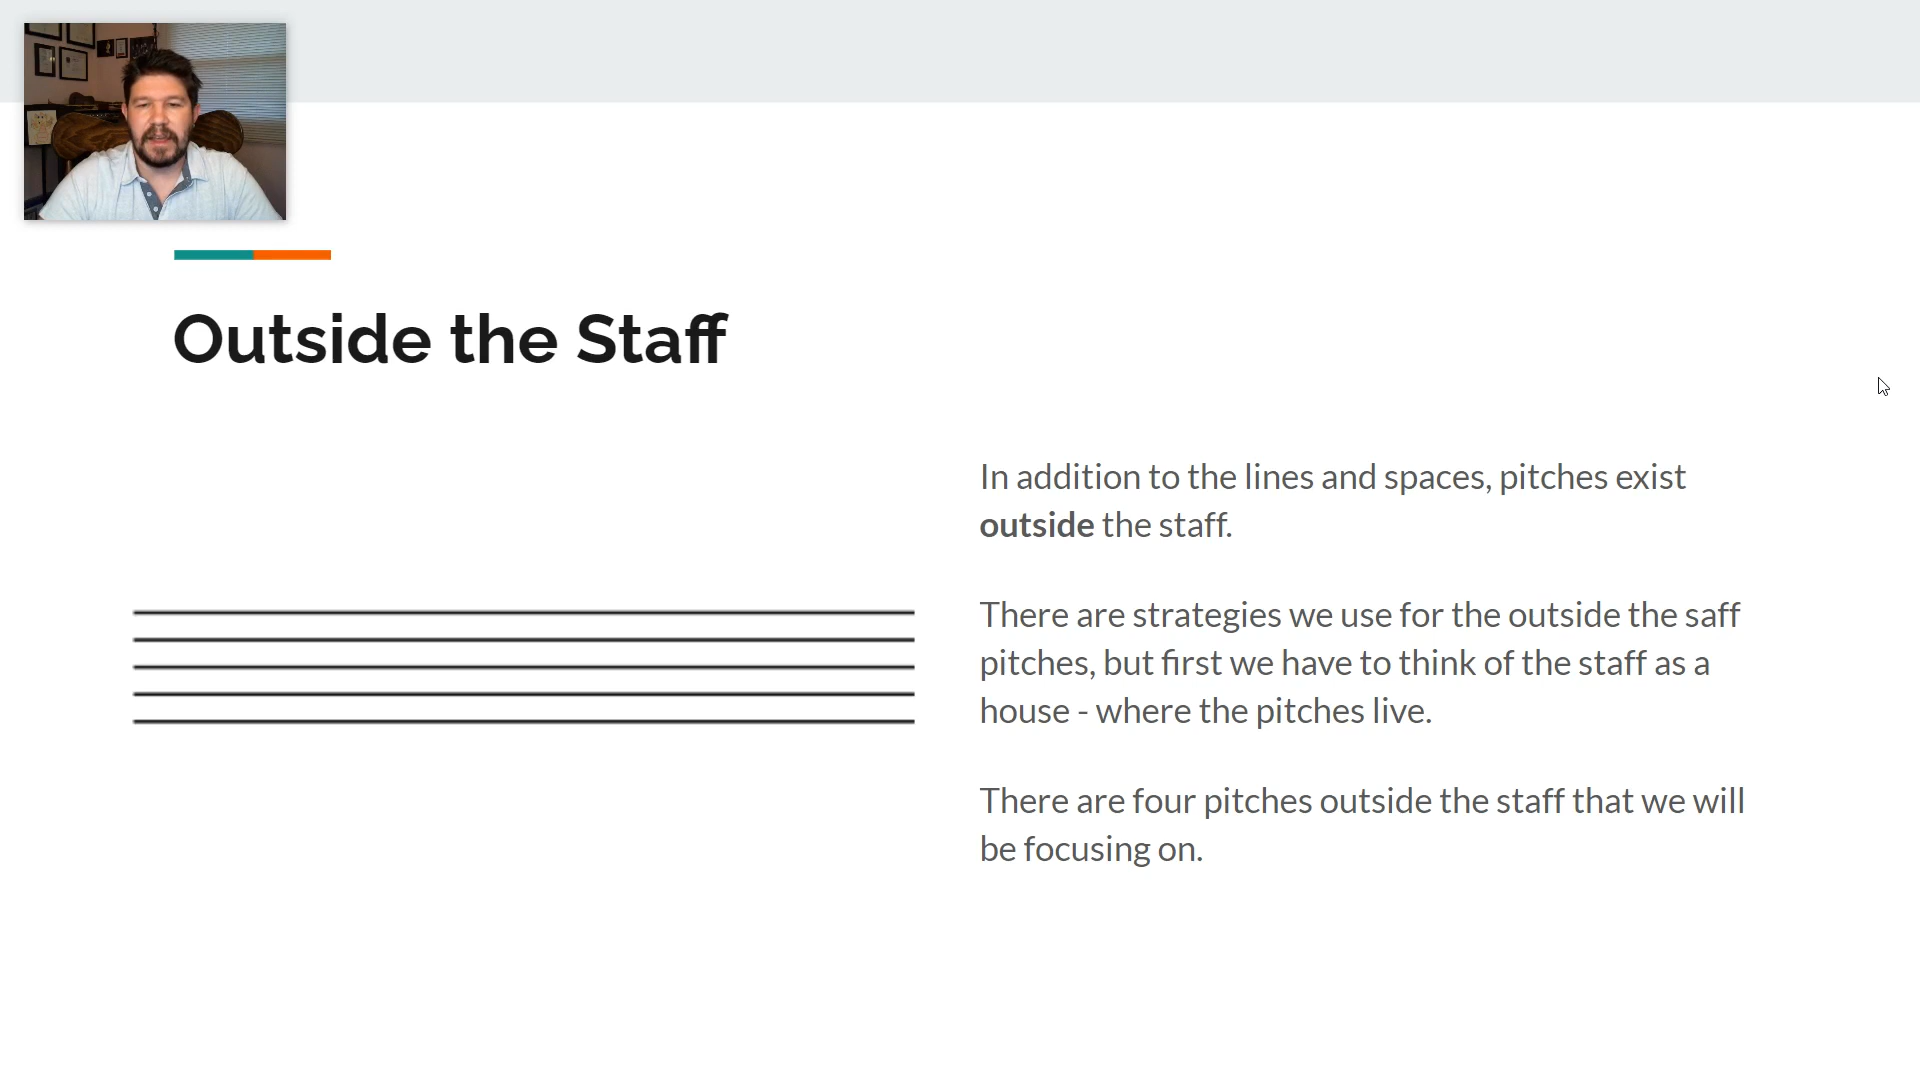 Outside the Staff
In addition to the lines and spaces, pitches exist
outside the staff.
There are strategies we use for the outside the saff
pitches, but first we have to think of the staff as a
house - where the pitches live.
There are four pitches outside the staff that we will
be focusing on.